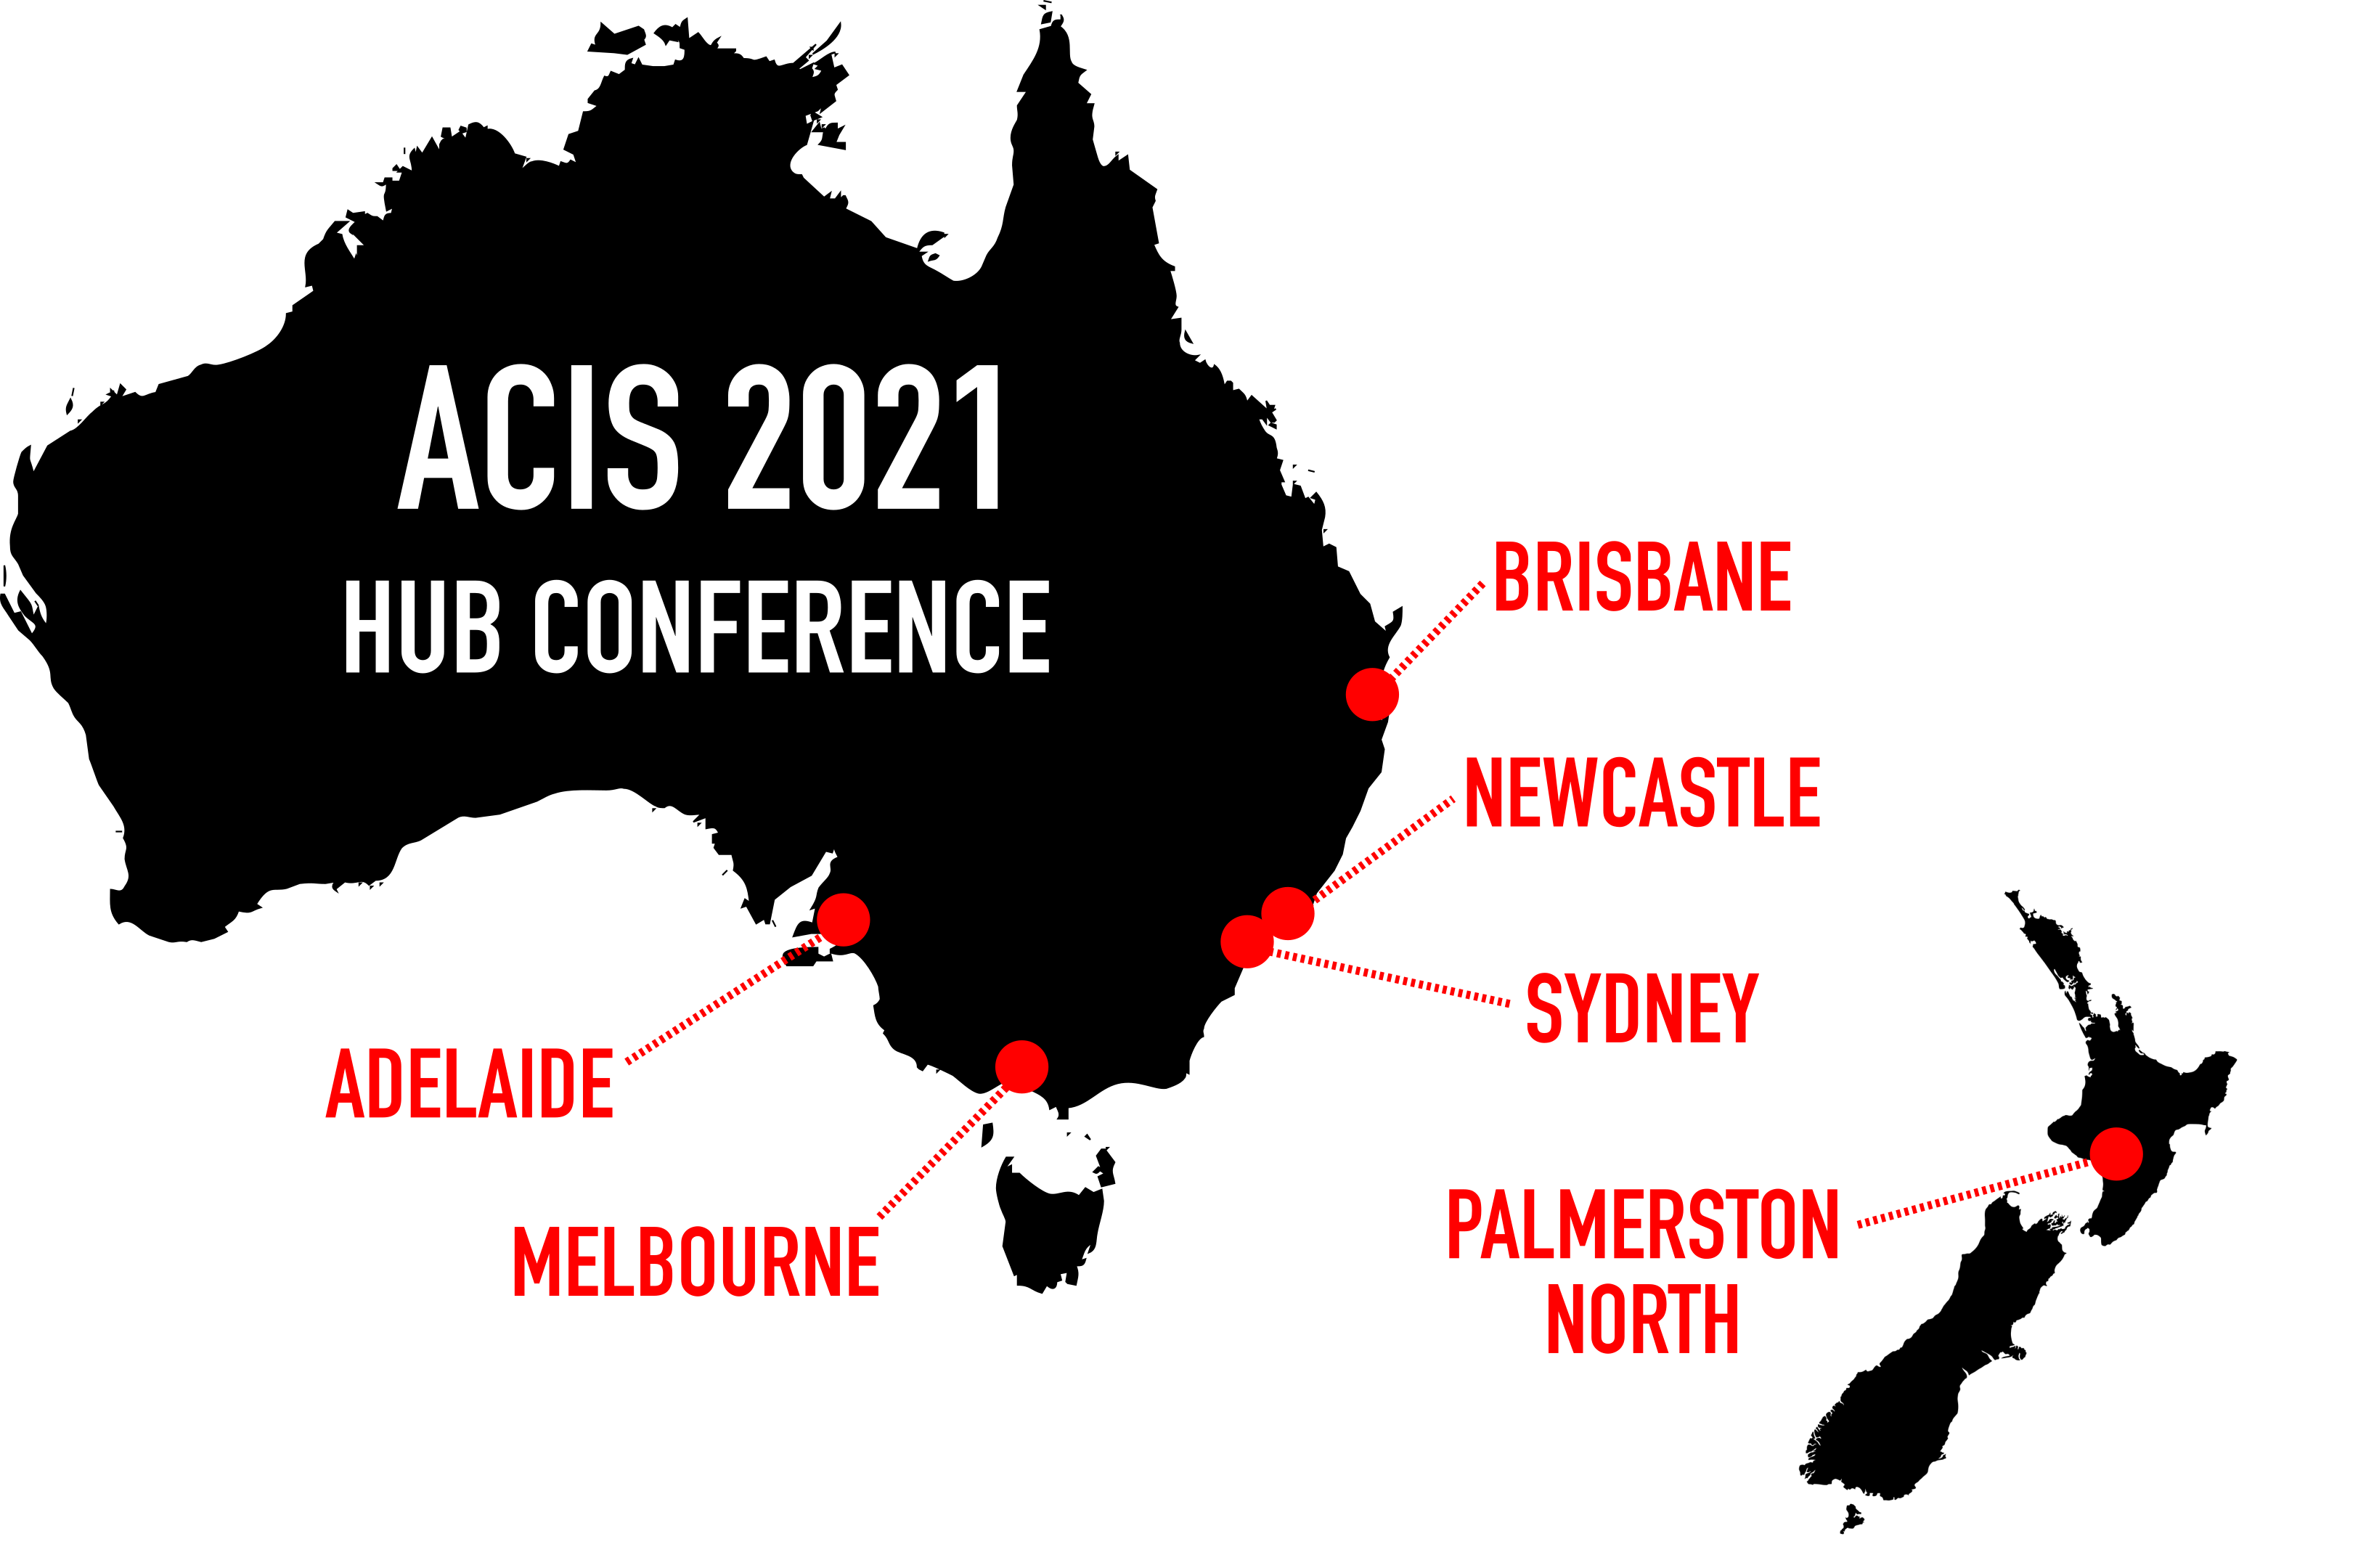 ACIS 2021
HUB CONFERENCE
BRISBANE
NEWCASTLE
SYDNEY
ADELAIDE
MELBOURNE
PALMERSTON
NORTH